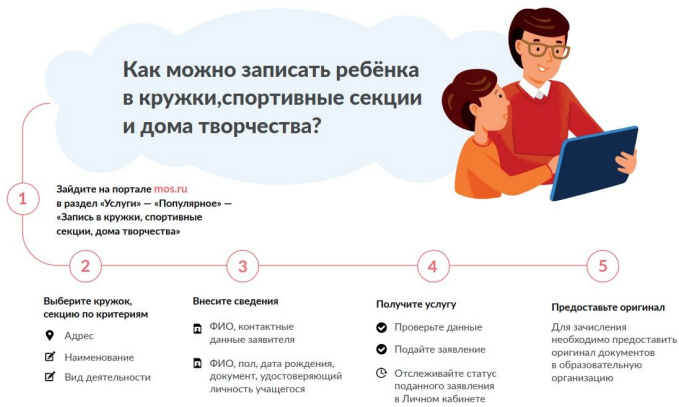 Как можно записать ребёнка
в кружки,спортивные секции
и дома творчества?
1
Зайдите на портале mos.ru
в раздел «Услуги» — «Популярное» —
«Запись в кружки, спортивные
секции, дома творчества»
2
Выберите кружок,
секцию по критериям
Адрес
Наименование
Вид деятельности
3
Внесите сведения
ФИО, контактные
данные заявителя
ФИО, пол, дата рождения,
документ, удостоверяющий
личность учащегося
4
Получите услугу
Проверьте данные
Подайте заявление
Отслеживайте статус
поданного заявления
в Личном кабинете
5
Предоставьте оригинал
Для зачисления
необходимо предоставить
оригинал документов
в образовательную
организацию